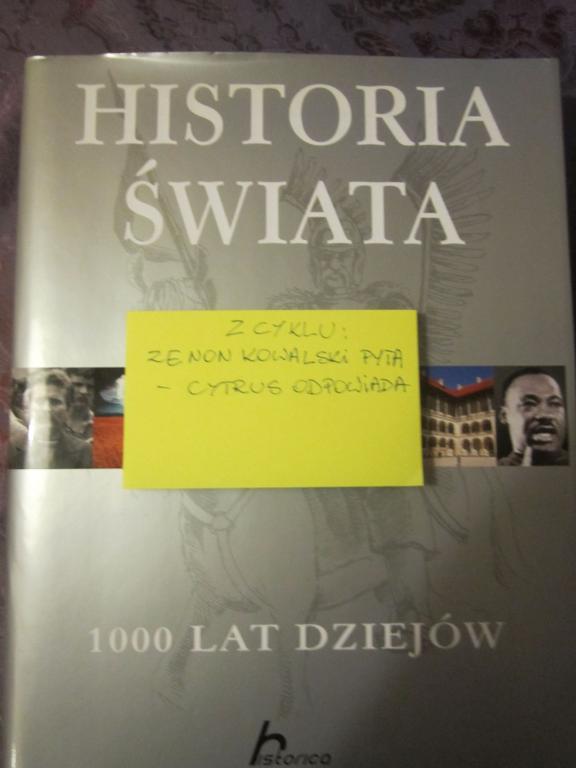 HISTORIA
ŚWIATA
Z CYKLU:
ZENON KOWALSKI PYTA
- CYTRUS ODPOWIADA
1000 LAT DZIEJÓW
historica